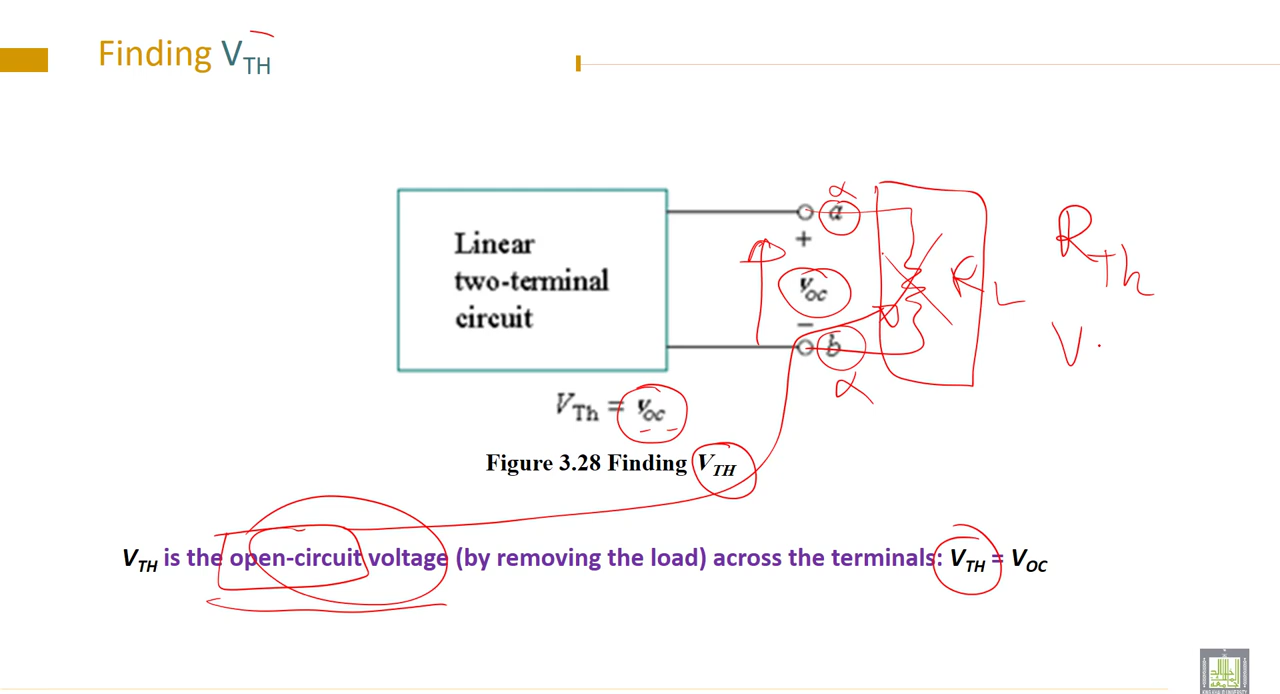 Finding VTH
Linear
two-terminal
circuit
a
+
voc
−
b
α
α
RL
RTh
V
VTh = voc
Figure 3.28 Finding VTH
VTH is the open-circuit voltage (by removing the load) across the terminals: VTH = VOC